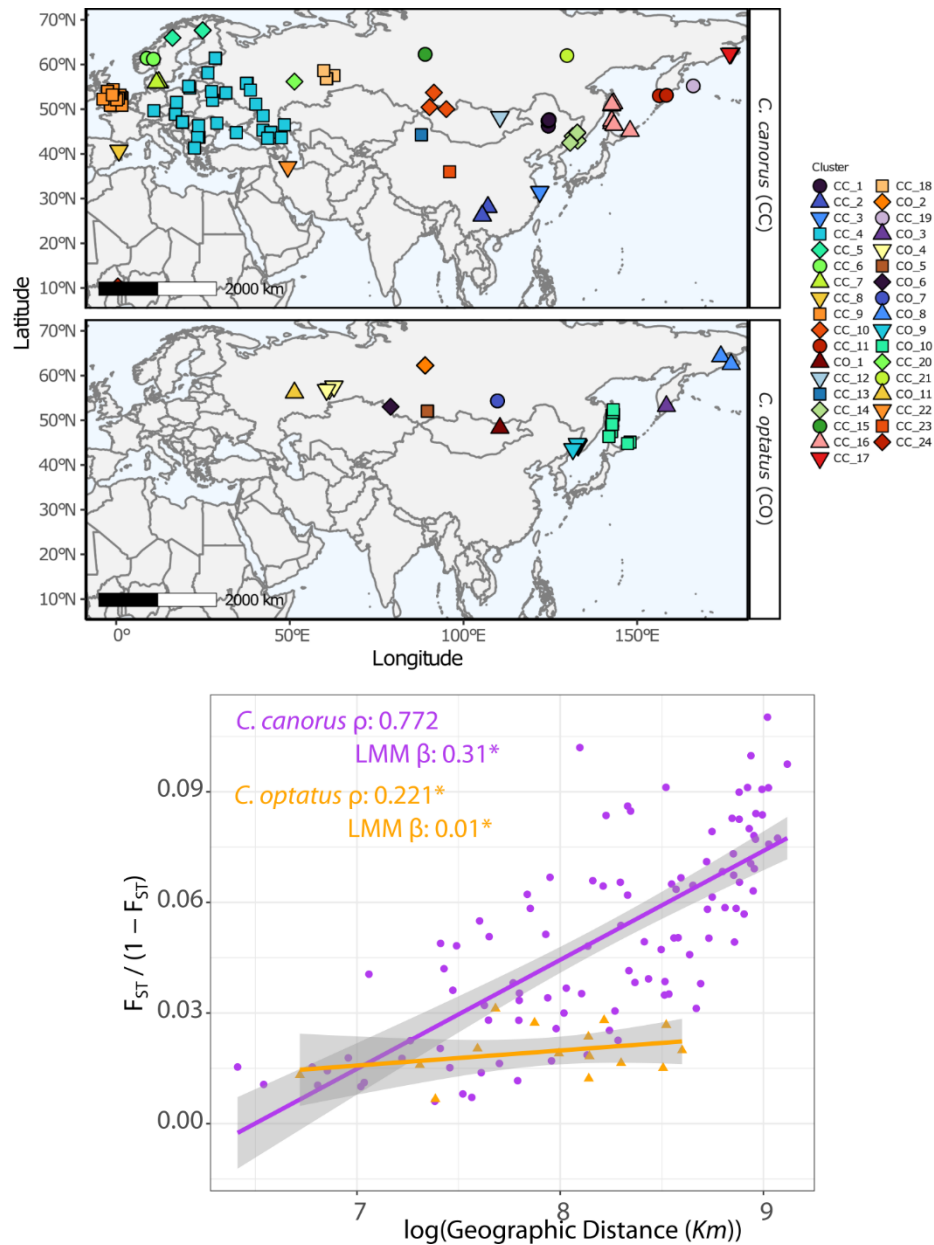 70°N
60°N
50°N
40°N
30°N
20°N
10°N
2000 km
C. canorus (CC)
70°N
60°N
50°N
40°N
30°N
20°N
10°N
2000 km
C. optatus (CO)
Latitude
0°
50°E
100°E
150°E
Longitude
Cluster
CC_1
CC_2
CC_3
CC_4
CC_5
CC_6
CC_7
CC_8
CC_9
CC_10
CC_11
CO_1
CC_12
CC_13
CC_14
CC_15
CC_16
CC_17
CC_18
CO_2
CC_19
CO_3
CO_4
CO_5
CO_6
CO_7
CO_8
CO_9
CO_10
CC_20
CC_21
CO_11
CC_22
CC_23
CC_24
C. canorus ρ: 0.772
LMM β: 0.31*
C. optatus ρ: 0.221*
LMM β: 0.01*
0.09
0.06
0.03
0.00
F_ST / (1 − F_ST)
7
8
9
log(Geographic Distance (Km))